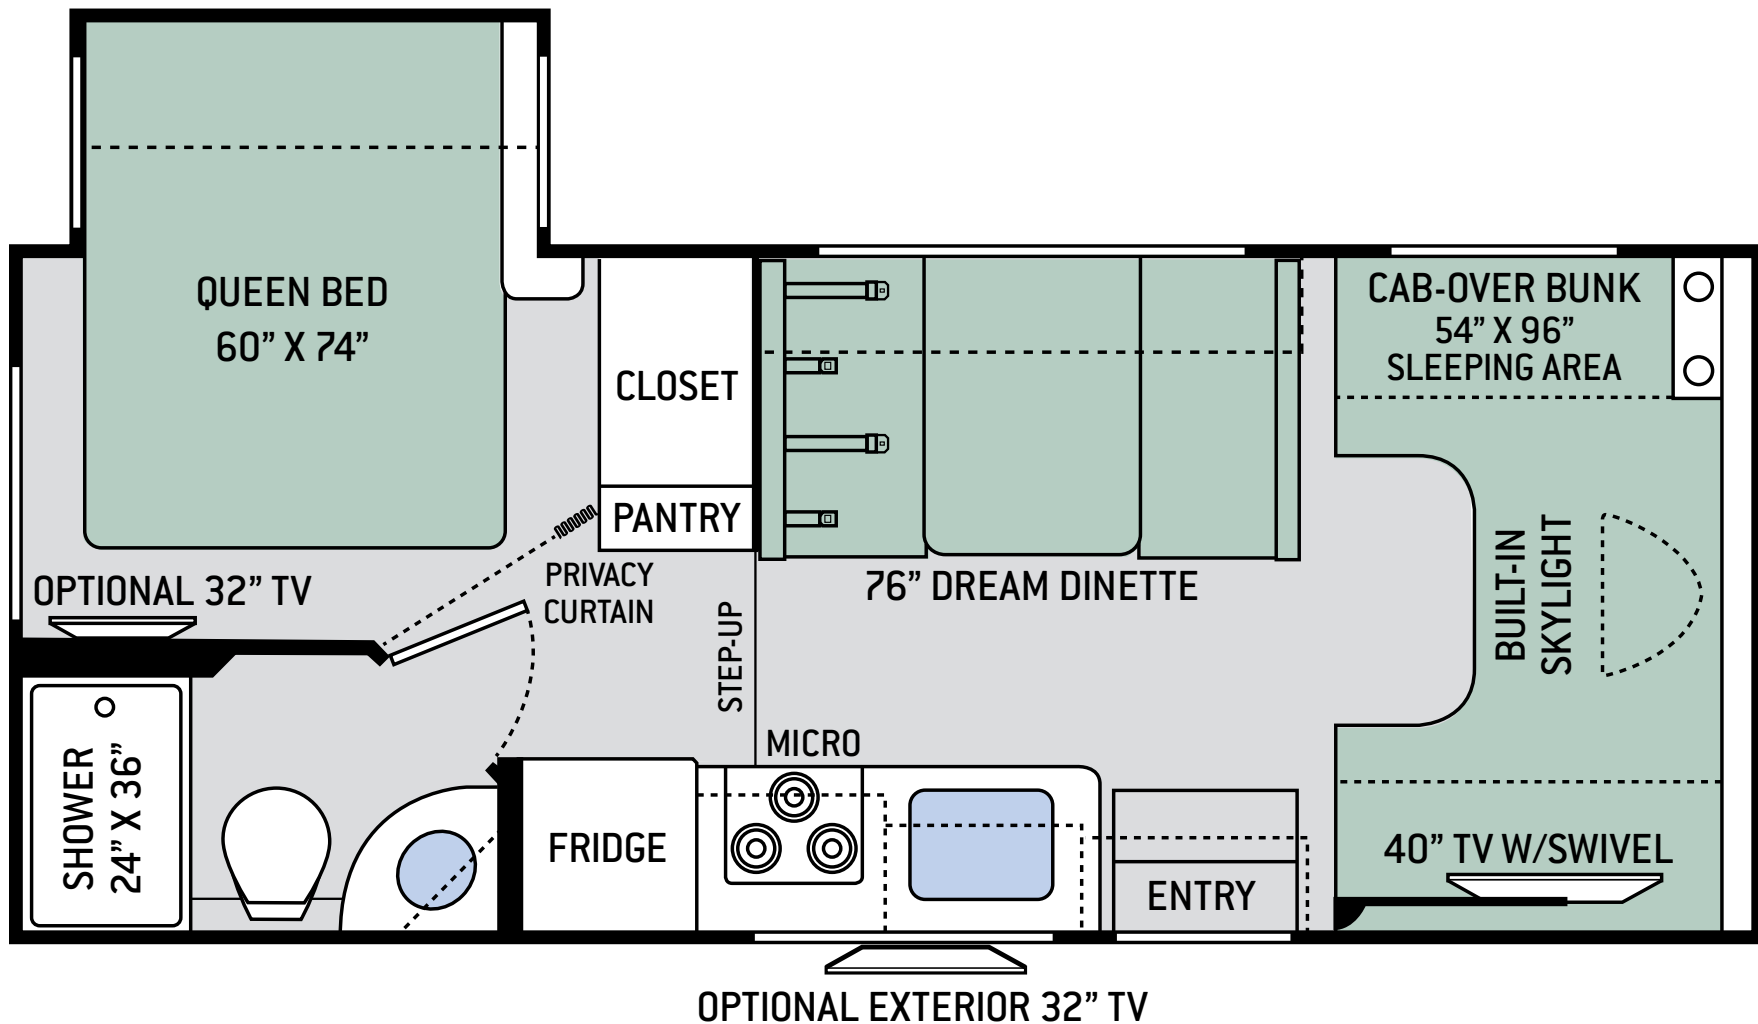 QUEEN BED
60” X 74”
CLOSET
PANTRY
CAB-OVER BUNK
54” X 96”
SLEEPING AREA
OPTIONAL 32” TV
PRIVACY
CURTAIN
STEP-UP
76” DREAM DINETTE
BUILT-IN
SKYLIGHT
MICRO
SHOWER
24” X 36”
FRIDGE
ENTRY
40” TV W/SWIVEL
OPTIONAL EXTERIOR 32” TV